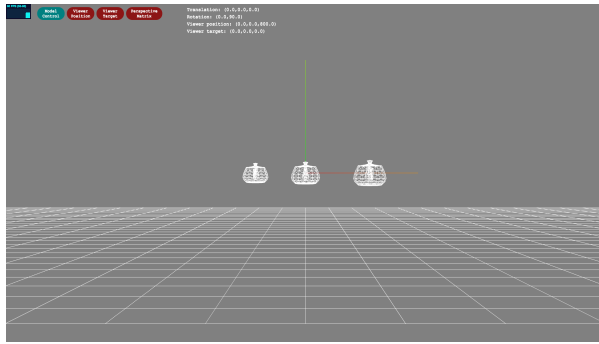 Model
Control
Viewer
Position
Viewer
Target
Perspective
Matrix
Translation: (0.0,0.0,0.0)
Rotation: (0.0,90.0)
Viewer position: (0.0,0.0,800.0)
Viewer target: (0.0,0.0,0.0)